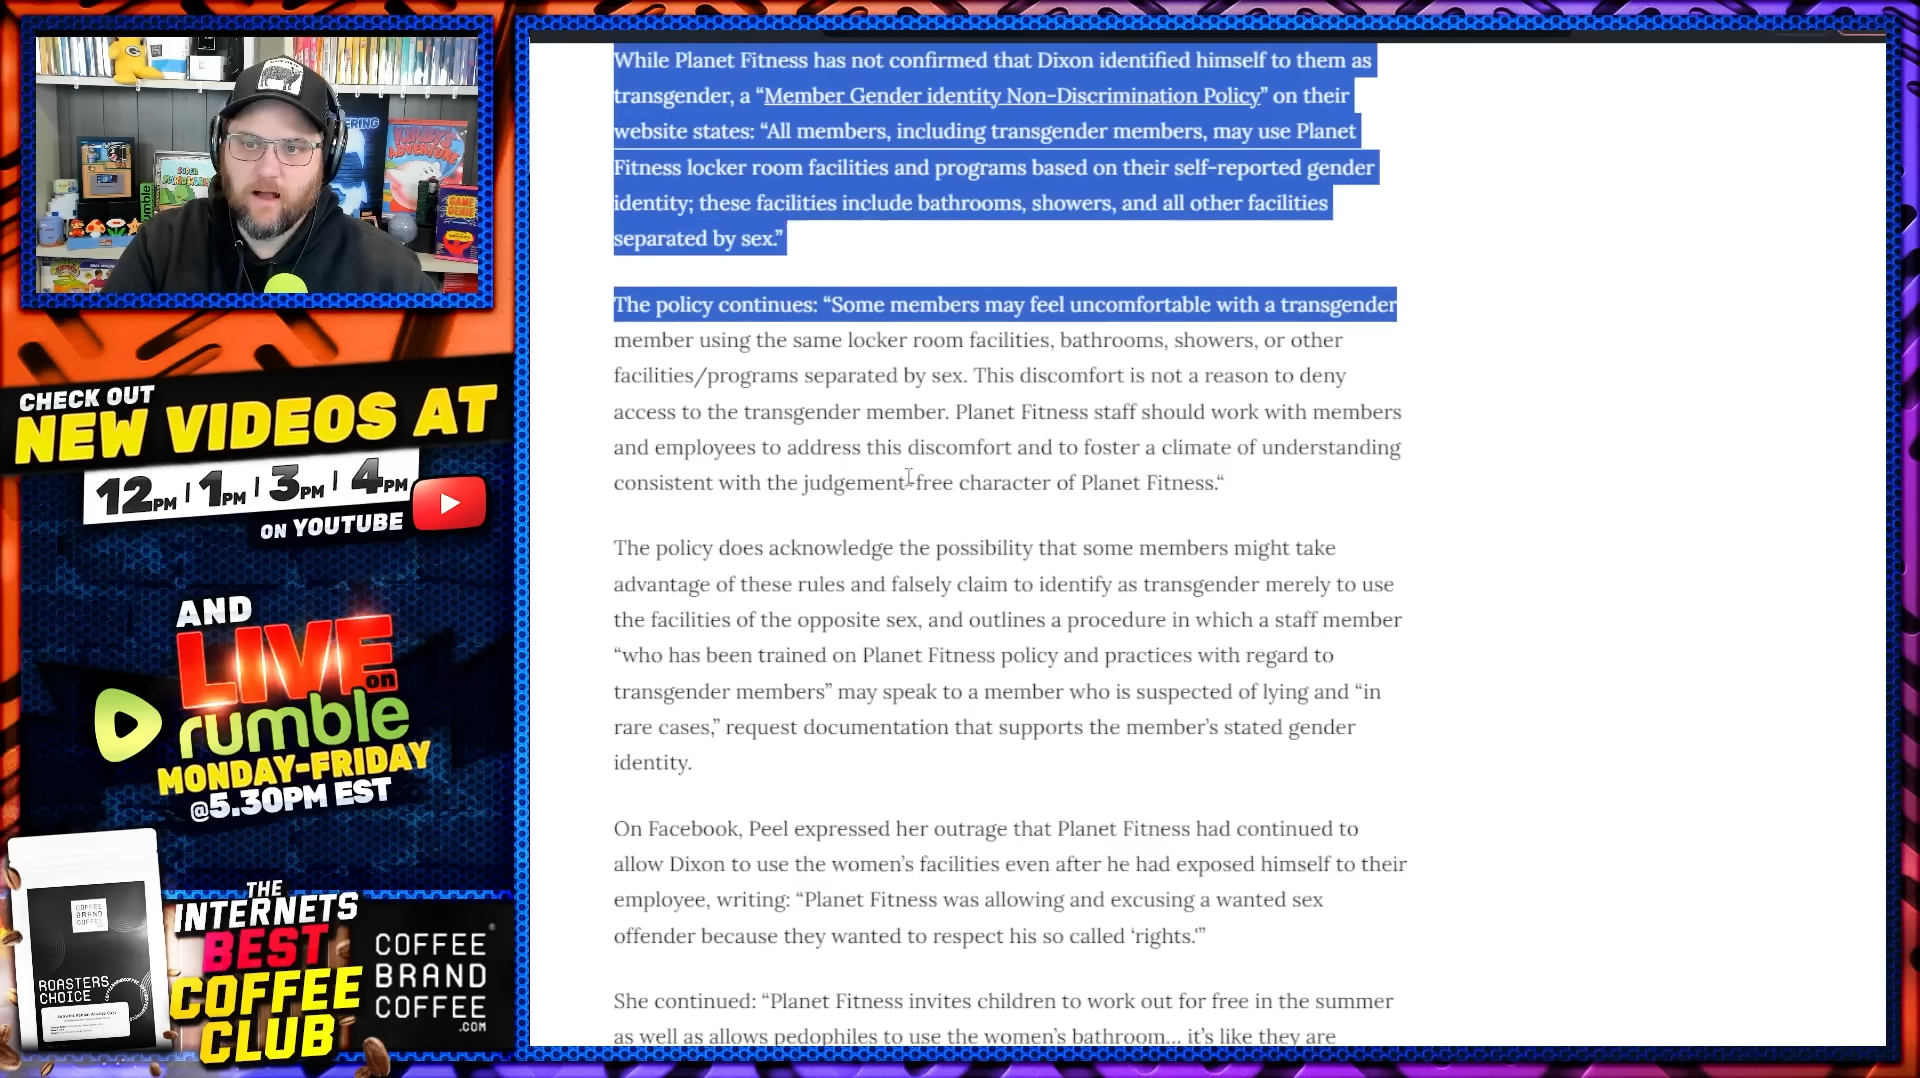 CHECK OUT
NEW VIDEOS AT
12PM | 1PM | 3PM | 4PM
ON YOUTUBE
AND
LIVE
on
rumble
MONDAY-FRIDAY
@5.30PM EST
COFFEE
BRAND
COFFEE
ROASTERS
CHOICE
THE
INTERNETS
BEST
COFFEE
CLUB
COFFEE
BRAND
COFFEE
.COM
KIRBY'S
ADVENTURE
GAME
GENIE
SUPER
rumble
While Planet Fitness has not confirmed that Dixon identified himself to them as
transgender, a “Member Gender identity Non-Discrimination Policy” on their
website states: “All members, including transgender members, may use Planet
Fitness locker room facilities and programs based on their self-reported gender
identity; these facilities include bathrooms, showers, and all other facilities
separated by sex.”
The policy continues: “Some members may feel uncomfortable with a transgender
member using the same locker room facilities, bathrooms, showers, or other
facilities/programs separated by sex. This discomfort is not a reason to deny
access to the transgender member. Planet Fitness staff should work with members
and employees to address this discomfort and to foster a climate of understanding
consistent with the judgement-free character of Planet Fitness.“
The policy does acknowledge the possibility that some members might take
advantage of these rules and falsely claim to identify as transgender merely to use
the facilities of the opposite sex, and outlines a procedure in which a staff member
“who has been trained on Planet Fitness policy and practices with regard to
transgender members” may speak to a member who is suspected of lying and “in
rare cases,” request documentation that supports the member’s stated gender
identity.
On Facebook, Peel expressed her outrage that Planet Fitness had continued to
allow Dixon to use the women’s facilities even after he had exposed himself to their
employee, writing: “Planet Fitness was allowing and excusing a wanted sex
offender because they wanted to respect his so called ‘rights.’”
She continued: “Planet Fitness invites children to work out for free in the summer
as well as allows pedophiles to use the women’s bathroom… it’s like they are